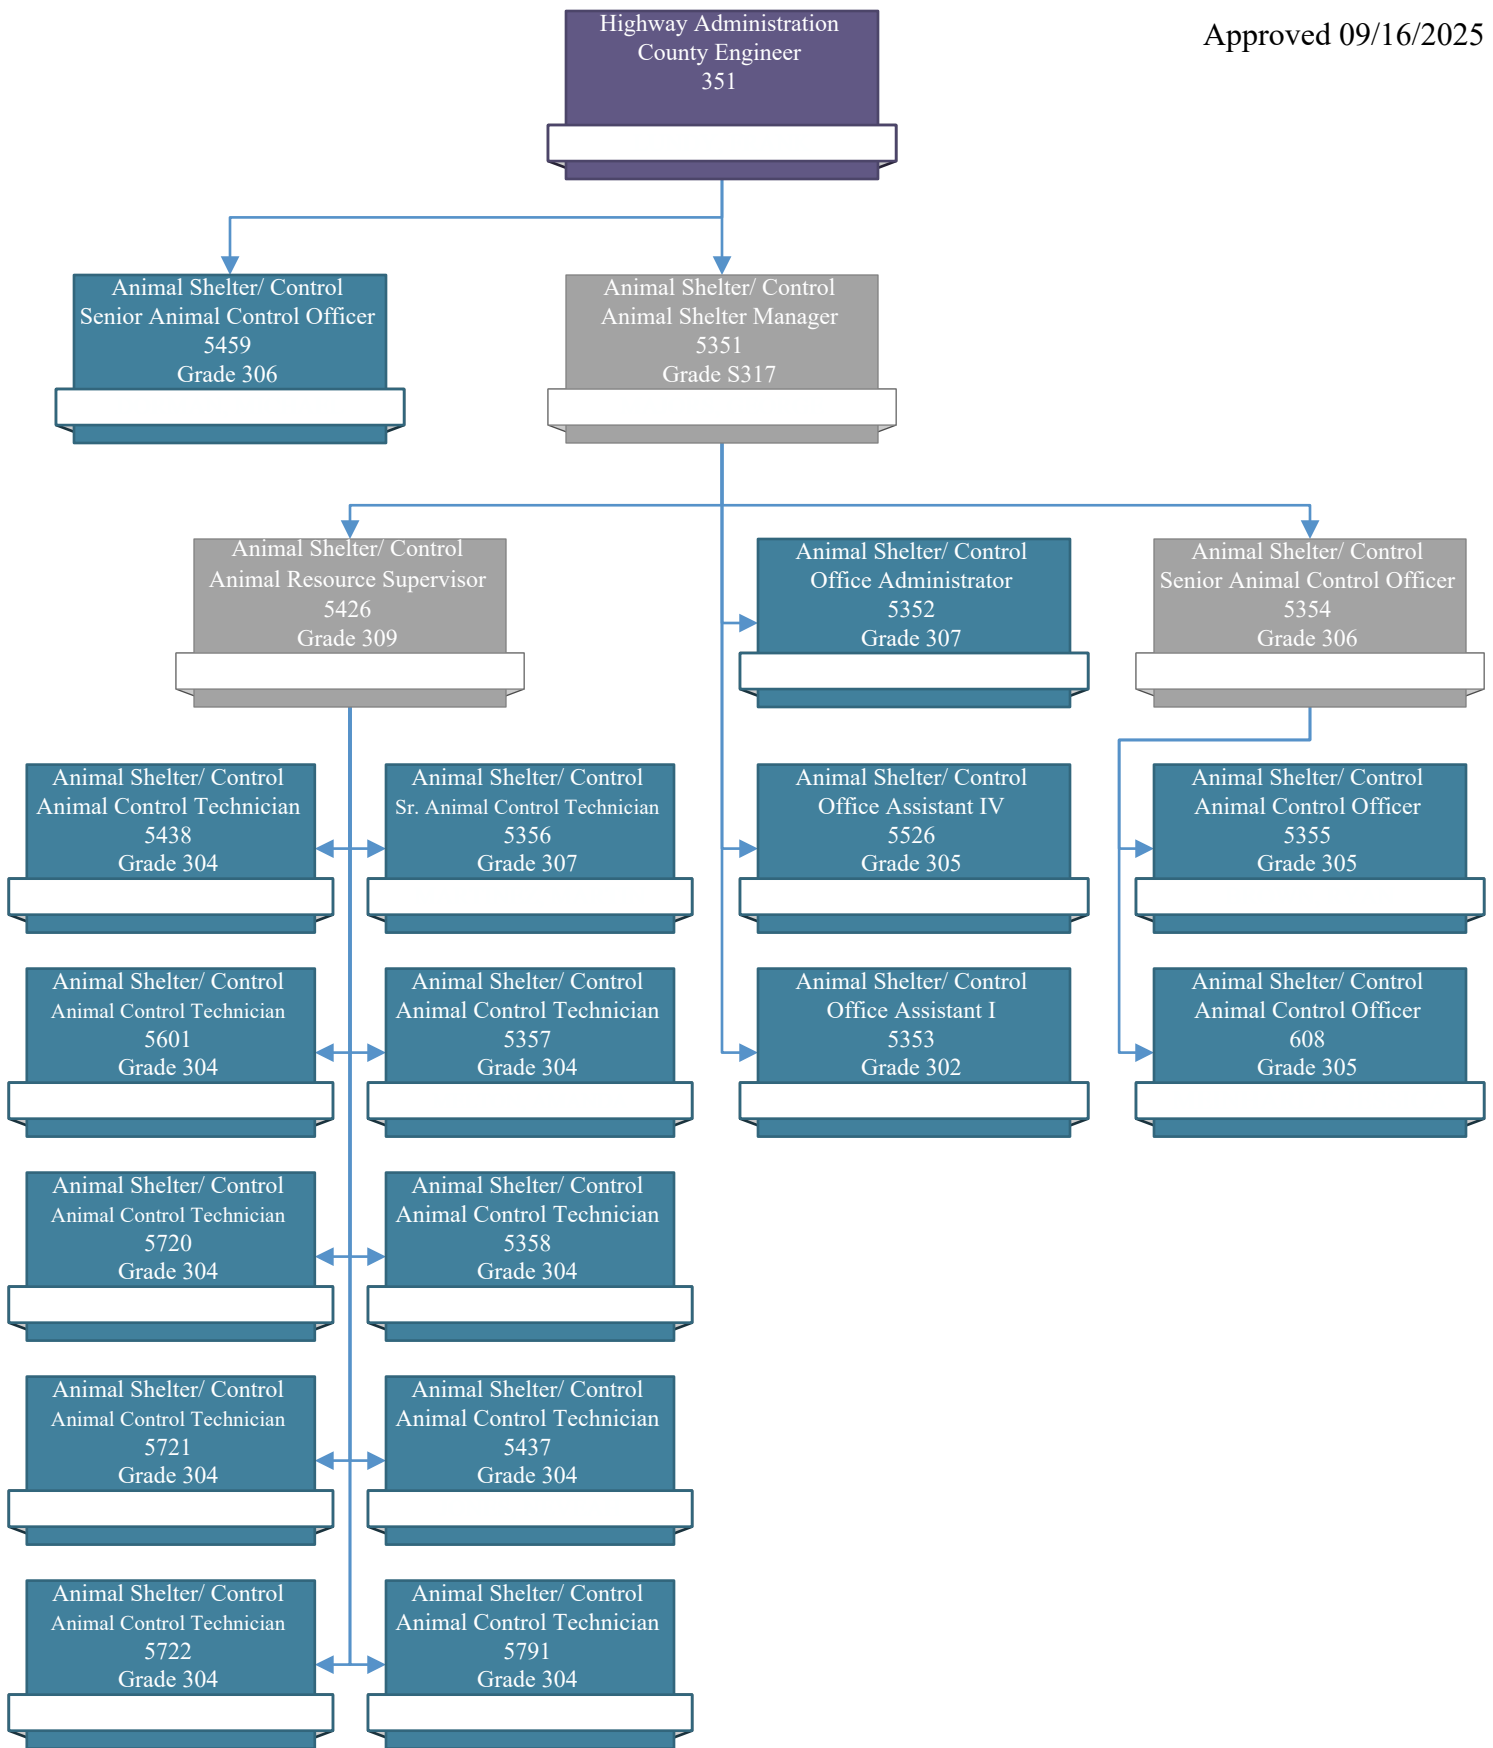 Highway Administration
County Engineer
351
Approved 09/16/2025
Animal Shelter/ Control
Senior Animal Control Officer
5459
Grade 306
Animal Shelter/ Control
Animal Shelter Manager
5351
Grade S317
Animal Shelter/ Control
Animal Resource Supervisor
5426
Grade 309
Animal Shelter/ Control
Office Administrator
5352
Grade 307
Animal Shelter/ Control
Senior Animal Control Officer
5354
Grade 306
Animal Shelter/ Control
Animal Control Technician
5438
Grade 304
Animal Shelter/ Control
Sr. Animal Control Technician
5356
Grade 307
Animal Shelter/ Control
Office Assistant IV
5526
Grade 305
Animal Shelter/ Control
Animal Control Officer
5355
Grade 305
Animal Shelter/ Control
Animal Control Technician
5601
Grade 304
Animal Shelter/ Control
Animal Control Technician
5357
Grade 304
Animal Shelter/ Control
Office Assistant I
5353
Grade 302
Animal Shelter/ Control
Animal Control Officer
608
Grade 305
Animal Shelter/ Control
Animal Control Technician
5720
Grade 304
Animal Shelter/ Control
Animal Control Technician
5358
Grade 304
Animal Shelter/ Control
Animal Control Technician
5721
Grade 304
Animal Shelter/ Control
Animal Control Technician
5437
Grade 304
Animal Shelter/ Control
Animal Control Technician
5722
Grade 304
Animal Shelter/ Control
Animal Control Technician
5791
Grade 304